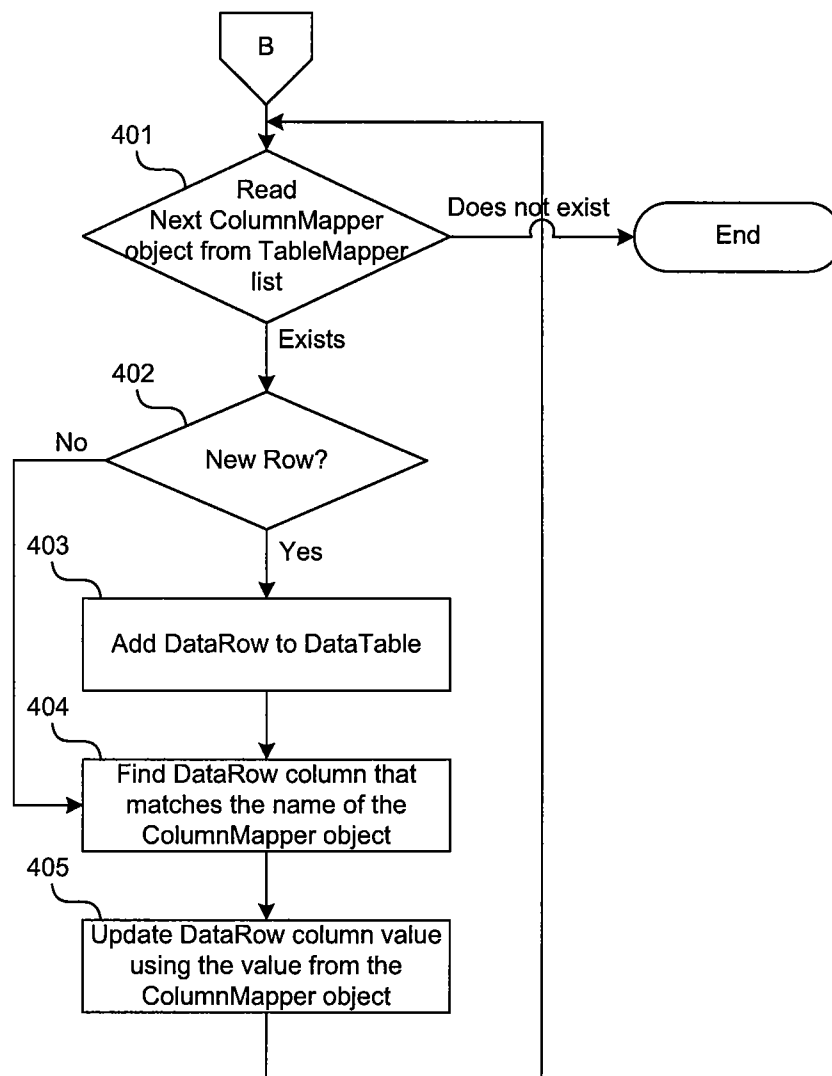 B
401
Read
Next ColumnMapper
object from TableMapper
list
Does not exist
End
Exists
402
No
New Row?
Yes
403
Add DataRow to DataTable
404
Find DataRow column that
matches the name of the
ColumnMapper object
405
Update DataRow column value
using the value from the
ColumnMapper object